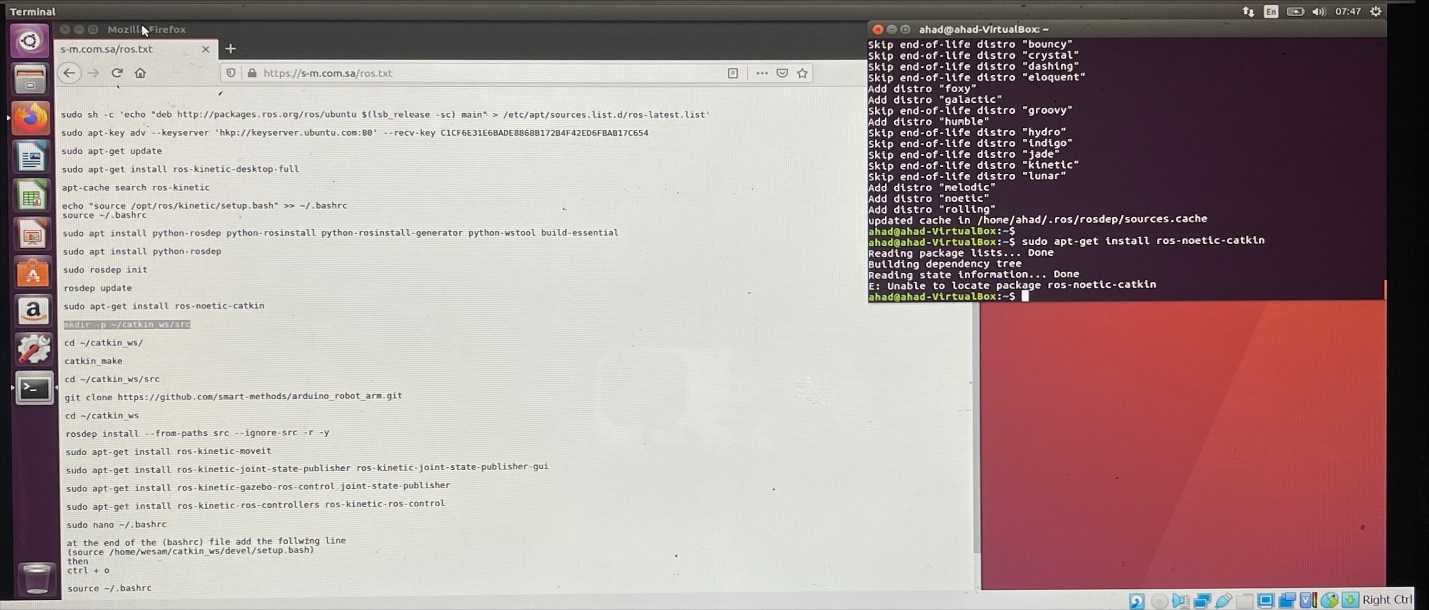 Terminal
En
07:47
Mozilla Firefox
s-m.com.sa/ros.txt
https://s-m.com.sa/ros.txt
sudo sh -c 'echo "deb http://packages.ros.org/ros/ubuntu $(lsb_release -sc) main" > /etc/apt/sources.list.d/ros-latest.list'
sudo apt-key adv --keyserver 'hkp://keyserver.ubuntu.com:80' --recv-key C1CF6E31E6BADE8868B172B4F42ED6FBAB17C654
sudo apt-get update
sudo apt-get install ros-kinetic-desktop-full
apt-cache search ros-kinetic
echo "source /opt/ros/kinetic/setup.bash" >> ~/.bashrc
source ~/.bashrc
sudo apt install python-rosdep python-rosinstall python-rosinstall-generator python-wstool build-essential
sudo apt install python-rosdep
sudo rosdep init
rosdep update
sudo apt-get install ros-noetic-catkin
mkdir -p ~/catkin_ws/src
cd ~/catkin_ws/
catkin_make
cd ~/catkin_ws/src
git clone https://github.com/smart-methods/arduino_robot_arm.git
cd ~/catkin_ws
rosdep install --from-paths src --ignore-src -r -y
sudo apt-get install ros-kinetic-moveit
sudo apt-get install ros-kinetic-joint-state-publisher ros-kinetic-joint-state-publisher-gui
sudo apt-get install ros-kinetic-gazebo-ros-control joint-state-publisher
sudo apt-get install ros-kinetic-ros-controllers ros-kinetic-ros-control
sudo nano ~/.bashrc
at the end of the (bashrc) file add the follwing line
(source /home/wesam/catkin_ws/devel/setup.bash)
then
ctrl + o
source ~/.bashrc
ahad@ahad-VirtualBox: ~
Skip end-of-life distro "bouncy"
Skip end-of-life distro "crystal"
Skip end-of-life distro "dashing"
Skip end-of-life distro "eloquent"
Add distro "foxy"
Add distro "galactic"
Skip end-of-life distro "groovy"
Add distro "humble"
Skip end-of-life distro "hydro"
Skip end-of-life distro "indigo"
Skip end-of-life distro "jade"
Skip end-of-life distro "kinetic"
Skip end-of-life distro "lunar"
Add distro "melodic"
Add distro "noetic"
Add distro "rolling"
updated cache in /home/ahad/.ros/rosdep/sources.cache
ahad@ahad-VirtualBox:~$
ahad@ahad-VirtualBox:~$ sudo apt-get install ros-noetic-catkin
Reading package lists... Done
Building dependency tree
Reading state information... Done
E: Unable to locate package ros-noetic-catkin
ahad@ahad-VirtualBox:~$
Right Ctrl